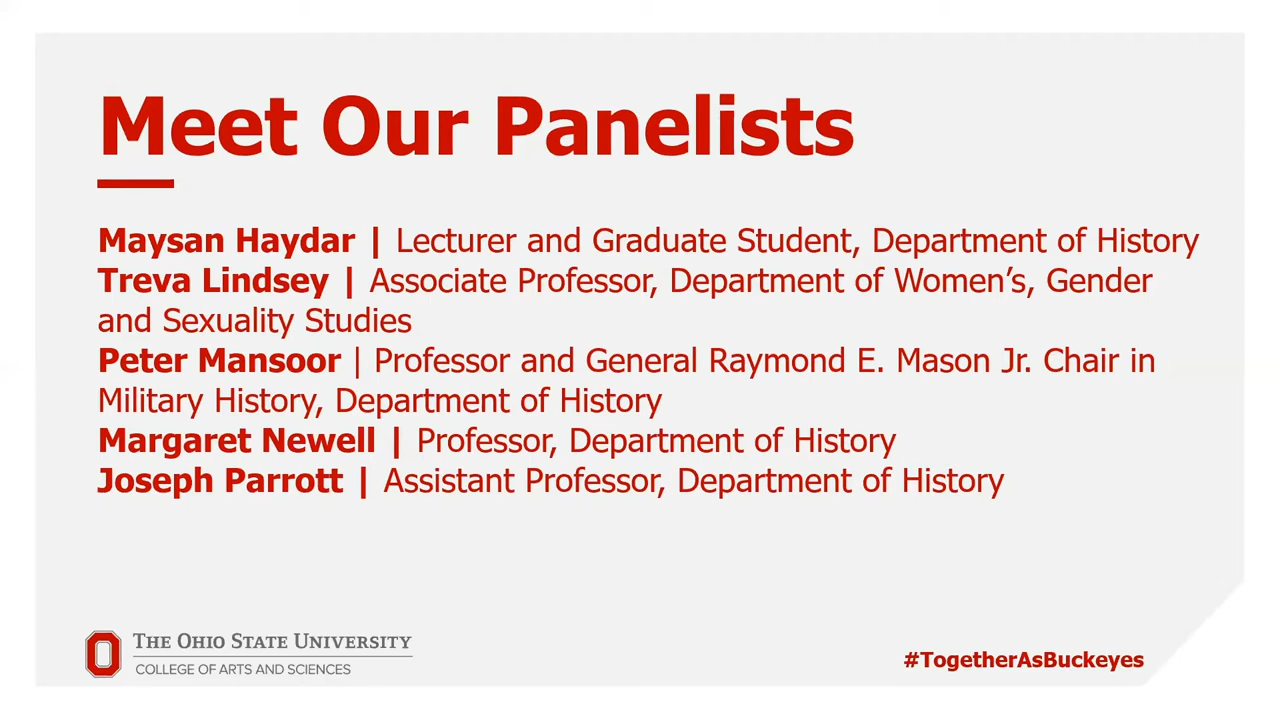 Meet Our Panelists
Maysan Haydar | Lecturer and Graduate Student, Department of History
Treva Lindsey | Associate Professor, Department of Women’s, Gender
and Sexuality Studies
Peter Mansoor | Professor and General Raymond E. Mason Jr. Chair in
Military History, Department of History
Margaret Newell | Professor, Department of History
Joseph Parrott | Assistant Professor, Department of History
THE OHIO STATE UNIVERSITY
COLLEGE OF ARTS AND SCIENCES
#TogetherAsBuckeyes